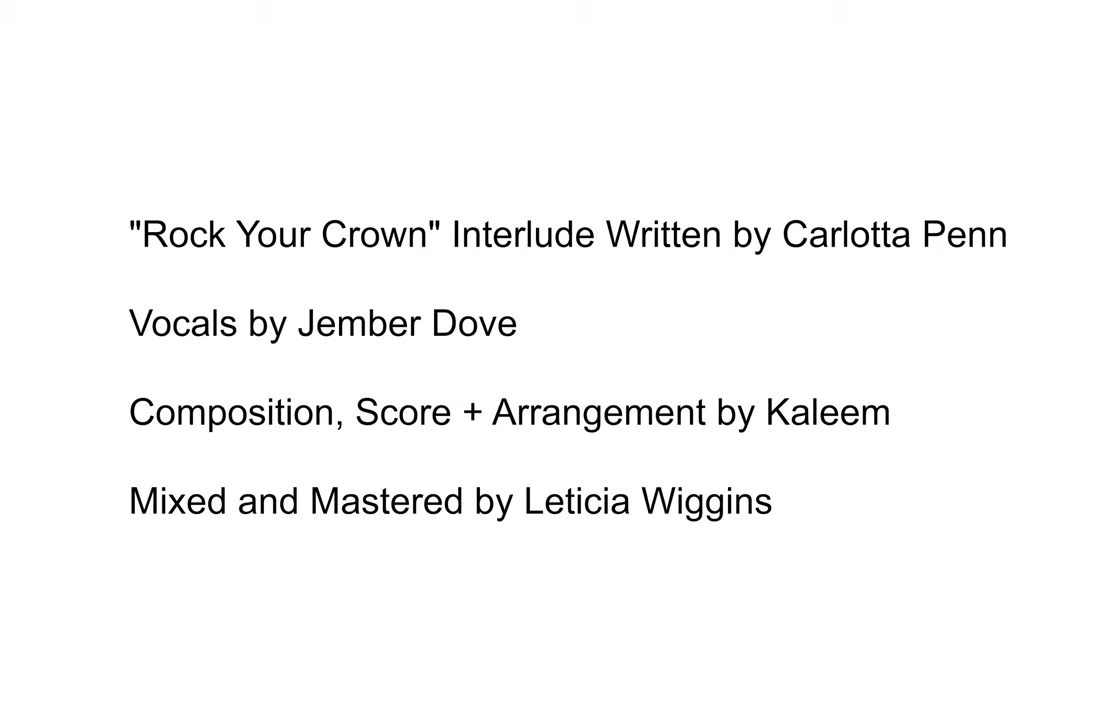 "Rock Your Crown" Interlude Written by Carlotta Penn
Vocals by Jember Dove
Composition, Score + Arrangement by Kaleem
Mixed and Mastered by Leticia Wiggins